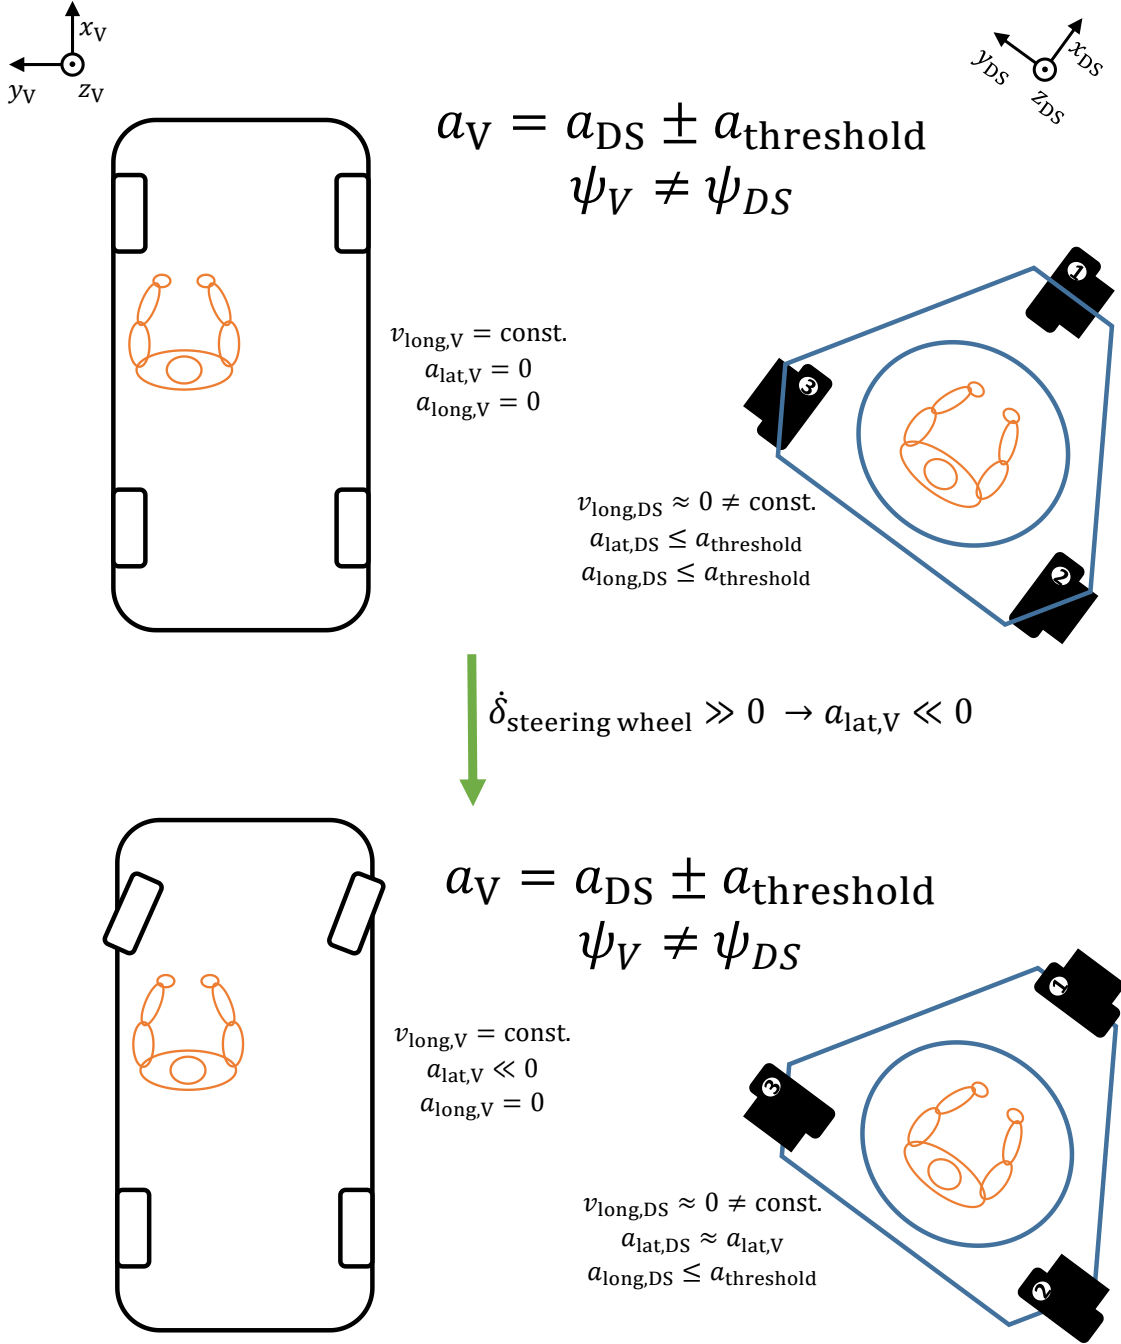 x_V
y_V
z_V
x_DS
y_DS
z_DS
a_V = a_DS ± a_threshold
ψ_V ≠ ψ_DS
1
v_long,V = const.
a_lat,V = 0
a_long,V = 0
3
v_long,DS ≈ 0 ≠ const.
a_lat,DS ≤ a_threshold
a_long,DS ≤ a_threshold
2
δ̇_steering wheel ≫ 0 → a_lat,V ≪ 0
a_V = a_DS ± a_threshold
ψ_V ≠ ψ_DS
1
v_long,V = const.
a_lat,V ≪ 0
a_long,V = 0
3
v_long,DS ≈ 0 ≠ const.
a_lat,DS ≈ a_lat,V
a_long,DS ≤ a_threshold
2